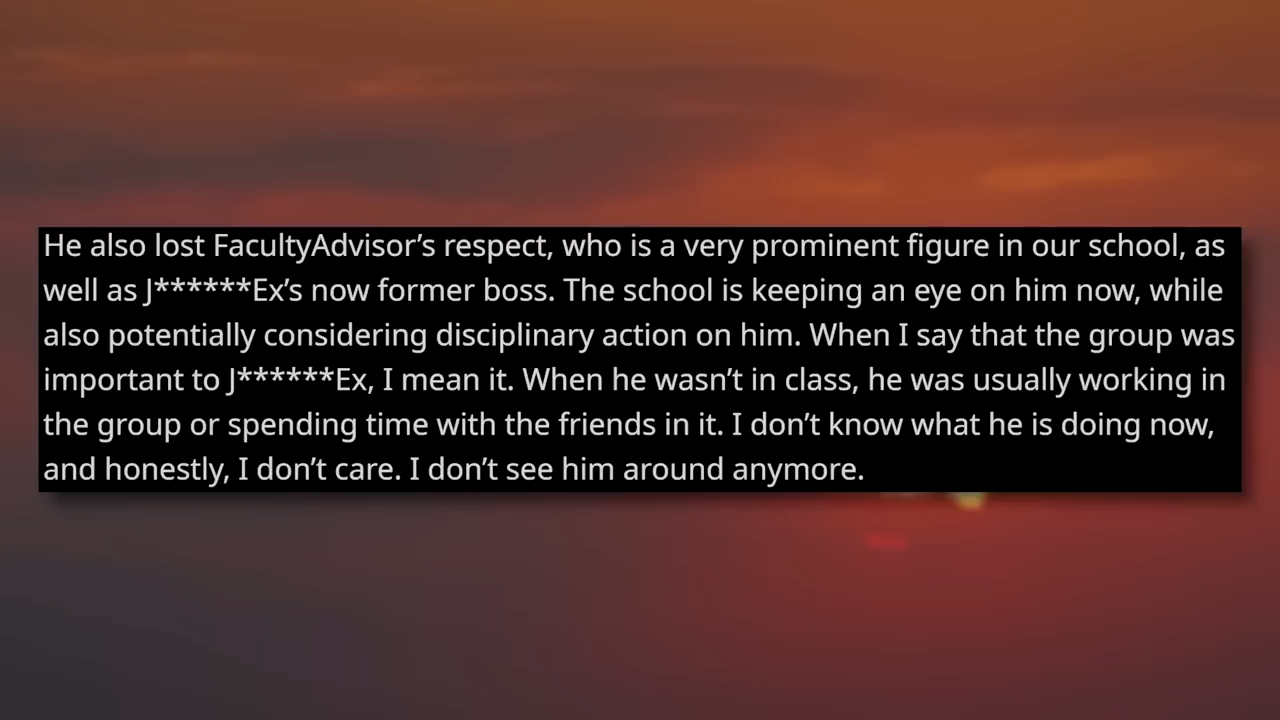 He also lost FacultyAdvisor’s respect, who is a very prominent figure in our school, as
well as J******Ex’s now former boss. The school is keeping an eye on him now, while
also potentially considering disciplinary action on him. When I say that the group was
important to J******Ex, I mean it. When he wasn’t in class, he was usually working in
the group or spending time with the friends in it. I don’t know what he is doing now,
and honestly, I don’t care. I don’t see him around anymore.